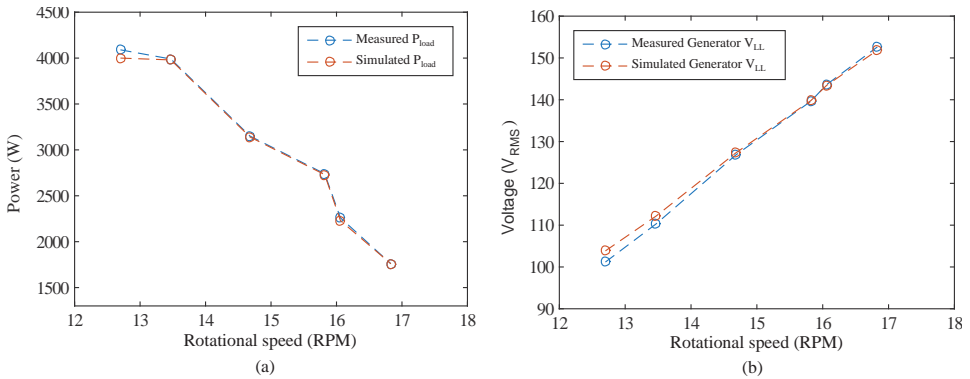 4500
4000
3500
3000
2500
2000
1500
Power (W)
Measured P_load
Simulated P_load
12 13 14 15 16 17 18
Rotational speed (RPM)
(a)
160
150
140
130
120
110
100
90
Voltage (V_RMS)
Measured Generator V_LL
Simulated Generator V_LL
12 13 14 15 16 17 18
Rotational speed (RPM)
(b)